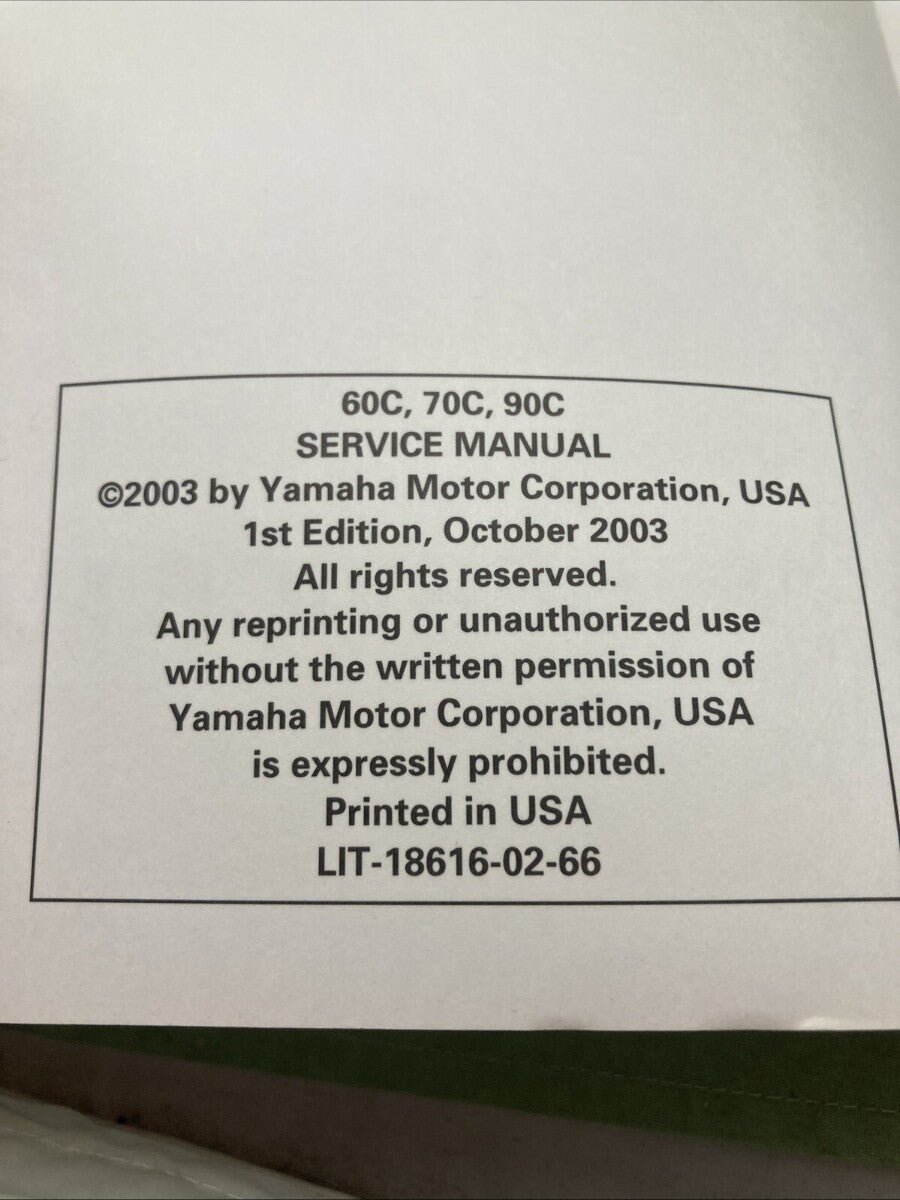 60C, 70C, 90C
SERVICE MANUAL
©2003 by Yamaha Motor Corporation, USA
1st Edition, October 2003
All rights reserved.
Any reprinting or unauthorized use
without the written permission of
Yamaha Motor Corporation, USA
is expressly prohibited.
Printed in USA
LIT-18616-02-66